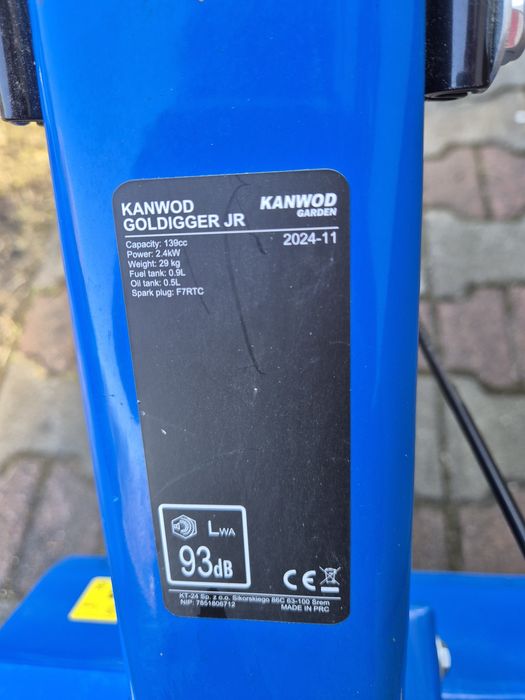 KANWOD
GOLDIGGER JR
KANWOD
GARDEN
2024-11
Capacity: 139cc
Power: 2.4kW
Weight: 29 kg
Fuel tank: 0.9L
Oil tank: 0.5L
Spark plug: F7RTC
LWA
93dB
CE
KT-24 Sp. z o.o. Sikorskiego 86C 63-100 Srem
NIP: 7851806712
MADE IN PRC